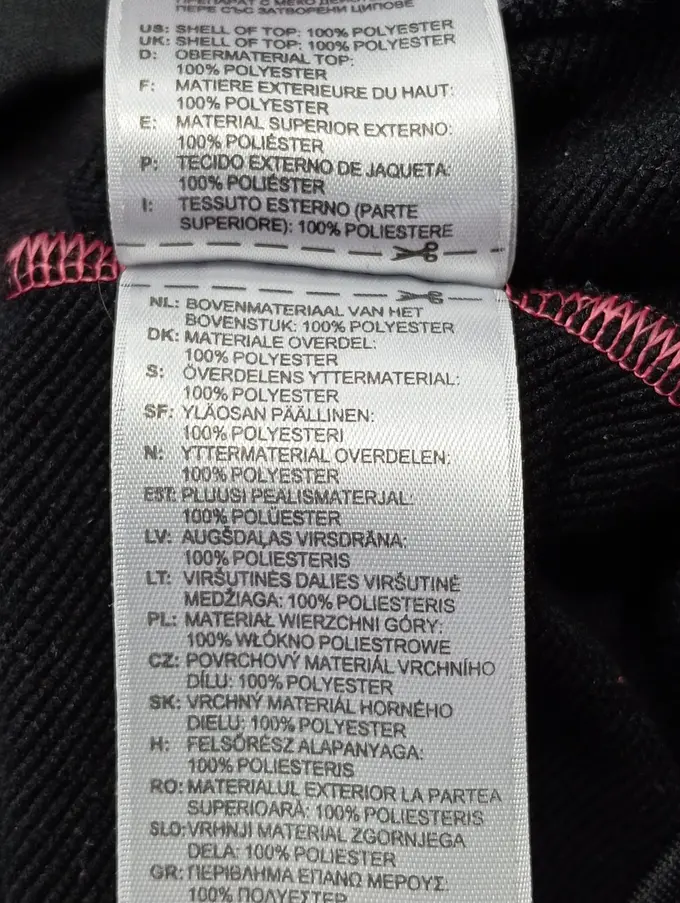 ПЕРЕ СЪС ЗАТВОРЕНИ ЦИПОВЕ
US: SHELL OF TOP: 100% POLYESTER
UK: SHELL OF TOP: 100% POLYESTER
D: OBERMATERIAL TOP:
100% POLYESTER
F: MATIERE EXTERIEURE DU HAUT:
100% POLYESTER
E: MATERIAL SUPERIOR EXTERNO:
100% POLIÉSTER
P: TECIDO EXTERNO DE JAQUETA:
100% POLIÉSTER
I: TESSUTO ESTERNO (PARTE
SUPERIORE): 100% POLIESTERE
NL: BOVENMATERIAAL VAN HET
BOVENSTUK: 100% POLYESTER
DK: MATERIALE OVERDEL:
100% POLYESTER
S: ÖVERDELENS YTTERMATERIAL:
100% POLYESTER
SF: YLÄOSAN PÄÄLLINEN:
100% POLYESTERI
N: YTTERMATERIAL OVERDELEN:
100% POLYESTER
EST: PLUUSI PEALISMATERJAL:
100% POLÜESTER
LV: AUGŠDAĻAS VIRSDRĀNA:
100% POLIESTERIS
LT: VIRŠUTINĖS DALIES VIRŠUTINĖ
MEDŽIAGA: 100% POLIESTERIS
PL: MATERIAŁ WIERZCHNI GÓRY:
100% WŁÓKNO POLIESTROWE
CZ: POVRCHOVÝ MATERIÁL VRCHNÍHO
DÍLU: 100% POLYESTER
SK: VRCHNÝ MATERIÁL HORNÉHO
DIELU: 100% POLYESTER
H: FELSŐRÉSZ ALAPANYAGA:
100% POLIESTERIS
RO: MATERIALUL EXTERIOR LA PARTEA
SUPERIOARĂ: 100% POLIESTERIS
SLO: VRHNJI MATERIAL ZGORNJEGA
DELA: 100% POLIESTER
GR: ΠΕΡΙΒΛΗΜΑ ΕΠΑΝΩ ΜΕΡΟΥΣ:
100% ΠΟΛΥΕΣΤΕΡ